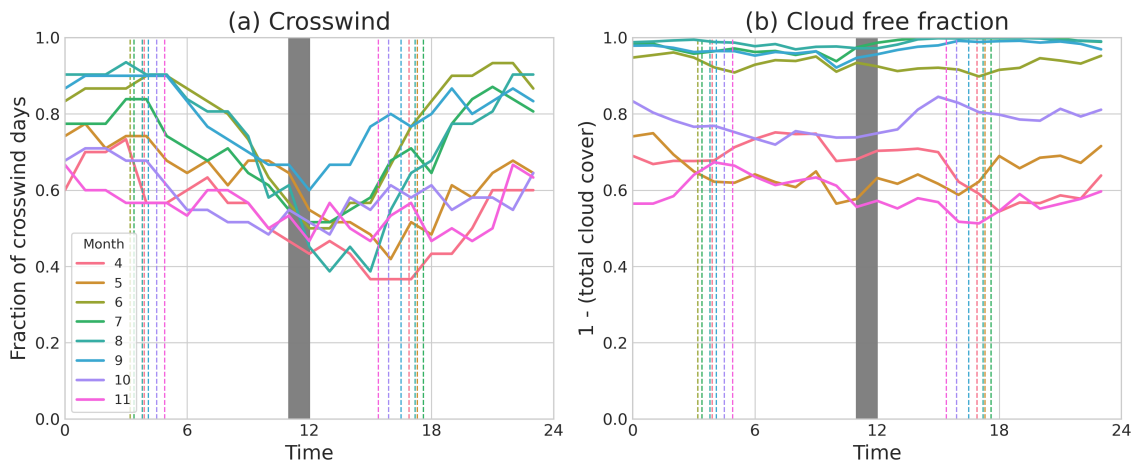 (a) Crosswind
Fraction of crosswind days
1.0
0.8
0.6
0.4
0.2
0.0
Month
4
5
6
7
8
9
10
11
0 6 12 18 24
Time
(b) Cloud free fraction
1 - (total cloud cover)
1.0
0.8
0.6
0.4
0.2
0.0
0 6 12 18 24
Time